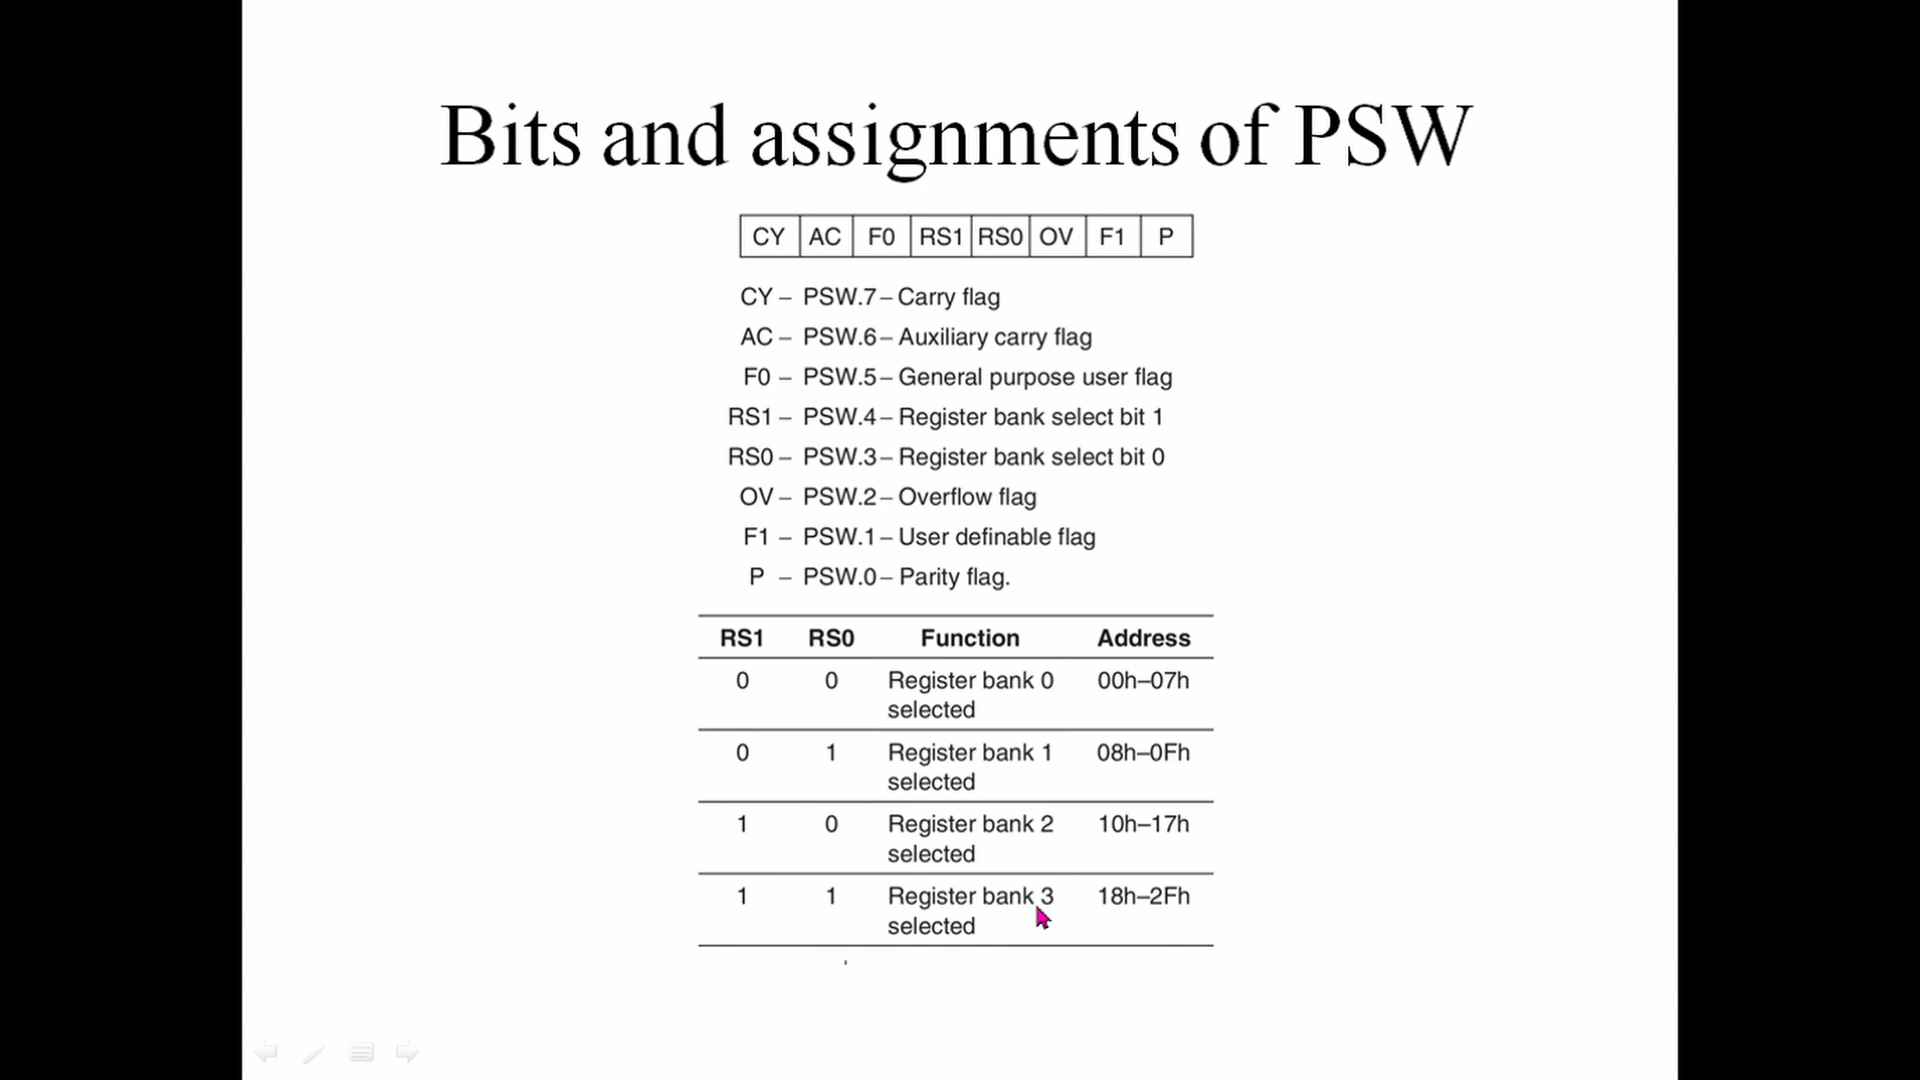 Bits and assignments of PSW
CY AC F0 RS1 RS0 OV F1 P
CY – PSW.7 – Carry flag
AC – PSW.6 – Auxiliary carry flag
F0 – PSW.5 – General purpose user flag
RS1 – PSW.4 – Register bank select bit 1
RS0 – PSW.3 – Register bank select bit 0
OV – PSW.2 – Overflow flag
F1 – PSW.1 – User definable flag
P – PSW.0 – Parity flag.
RS1 RS0 Function Address
0 0 Register bank 0 00h–07h
selected
0 1 Register bank 1 08h–0Fh
selected
1 0 Register bank 2 10h–17h
selected
1 1 Register bank 3 18h–2Fh
selected